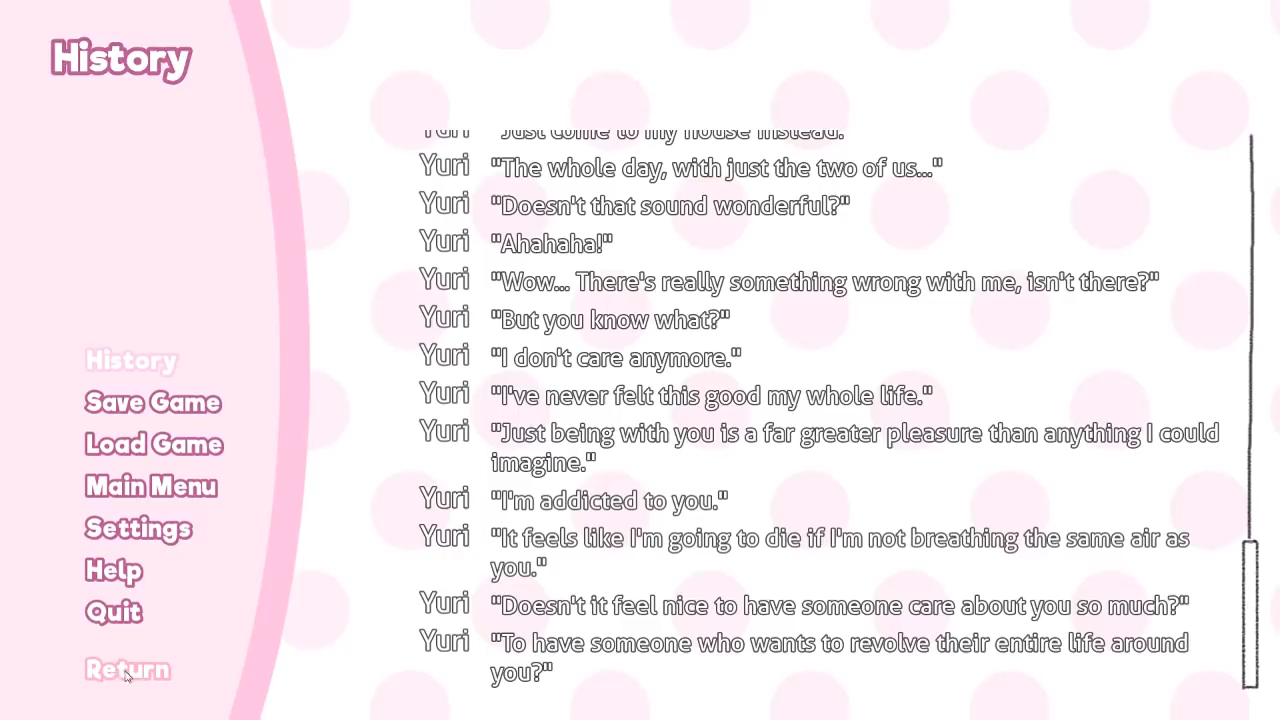 History
Yuri "Just come to my house instead.
Yuri "The whole day, with just the two of us..."
Yuri "Doesn't that sound wonderful?"
Yuri "Ahahaha!"
Yuri "Wow... There's really something wrong with me, isn't there?"
Yuri "But you know what?"
Yuri "I don't care anymore."
Yuri "I've never felt this good my whole life."
Yuri "Just being with you is a far greater pleasure than anything I could
imagine."
Yuri "I'm addicted to you."
Yuri "It feels like I'm going to die if I'm not breathing the same air as
you."
Yuri "Doesn't it feel nice to have someone care about you so much?"
Yuri "To have someone who wants to revolve their entire life around
you?"
History
Save Game
Load Game
Main Menu
Settings
Help
Quit
Return